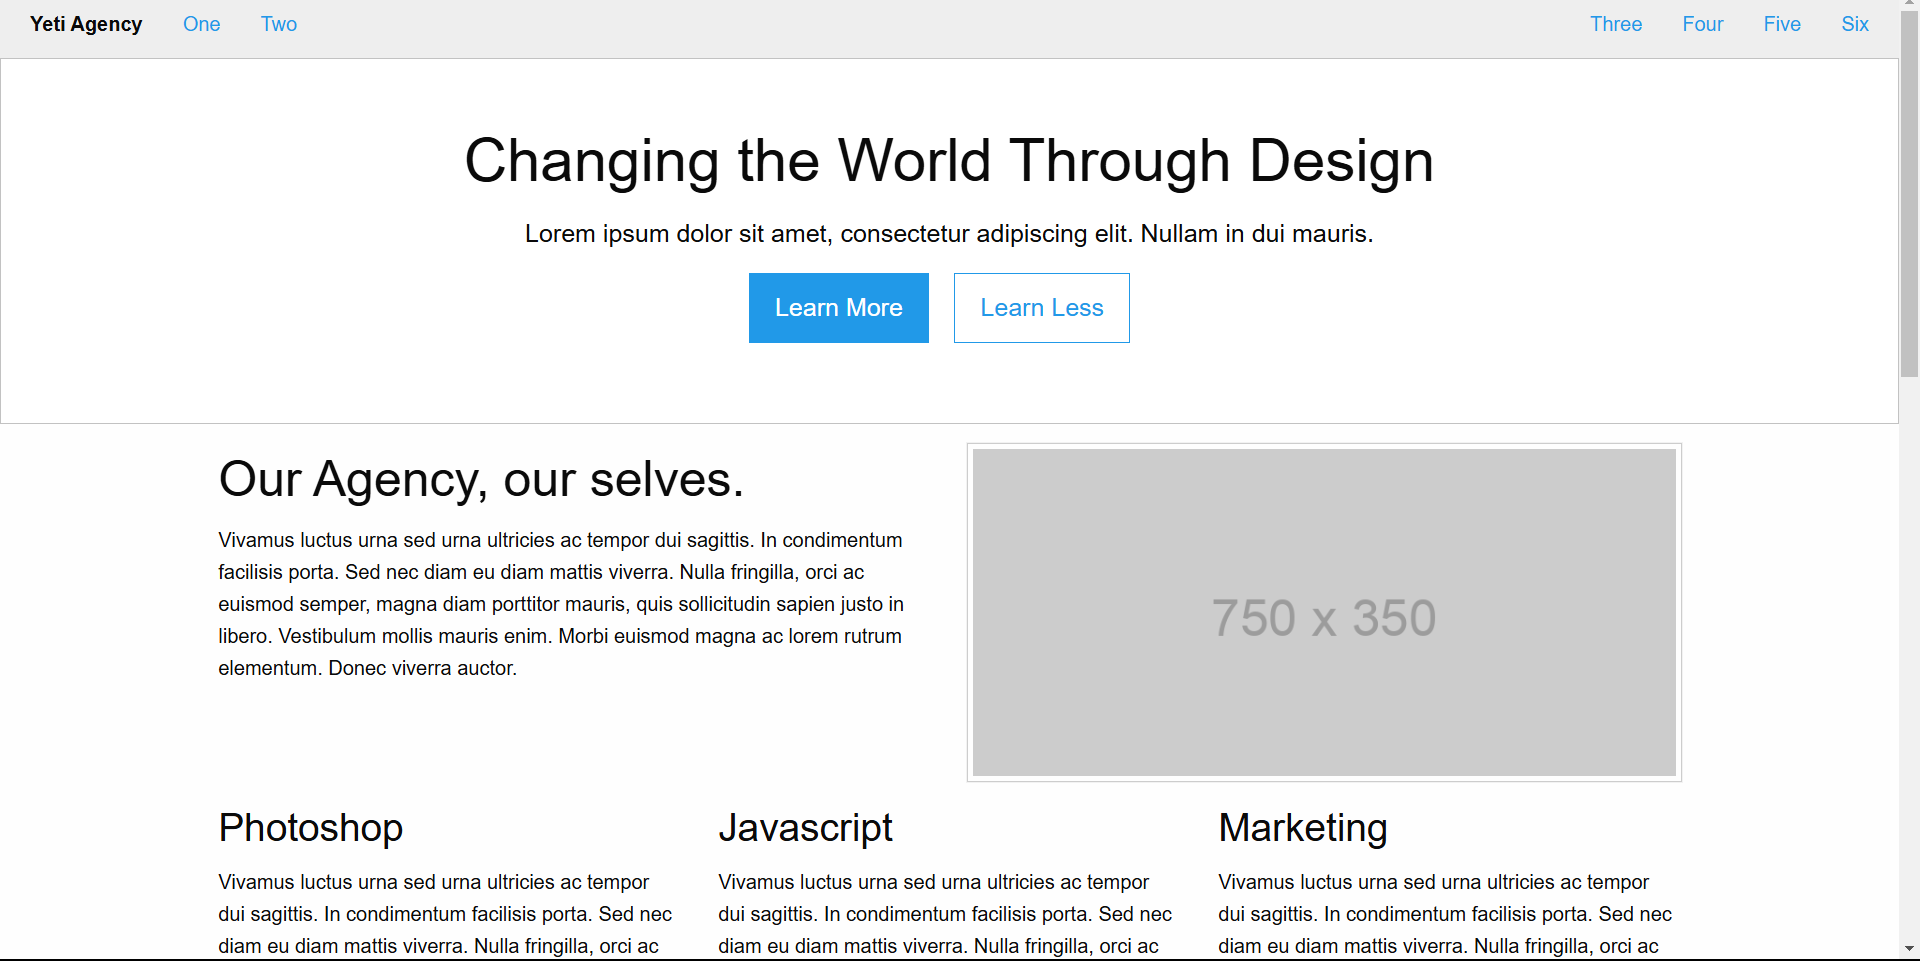 Yeti Agency One Two Three Four Five Six
Changing the World Through Design
Lorem ipsum dolor sit amet, consectetur adipiscing elit. Nullam in dui mauris.
Learn More Learn Less
Our Agency, our selves.
Vivamus luctus urna sed urna ultricies ac tempor dui sagittis. In condimentum
facilisis porta. Sed nec diam eu diam mattis viverra. Nulla fringilla, orci ac
euismod semper, magna diam porttitor mauris, quis sollicitudin sapien justo in
libero. Vestibulum mollis mauris enim. Morbi euismod magna ac lorem rutrum
elementum. Donec viverra auctor.
750 x 350
Photoshop
Vivamus luctus urna sed urna ultricies ac tempor
dui sagittis. In condimentum facilisis porta. Sed nec
diam eu diam mattis viverra. Nulla fringilla, orci ac
Javascript
Vivamus luctus urna sed urna ultricies ac tempor
dui sagittis. In condimentum facilisis porta. Sed nec
diam eu diam mattis viverra. Nulla fringilla, orci ac
Marketing
Vivamus luctus urna sed urna ultricies ac tempor
dui sagittis. In condimentum facilisis porta. Sed nec
diam eu diam mattis viverra. Nulla fringilla, orci ac